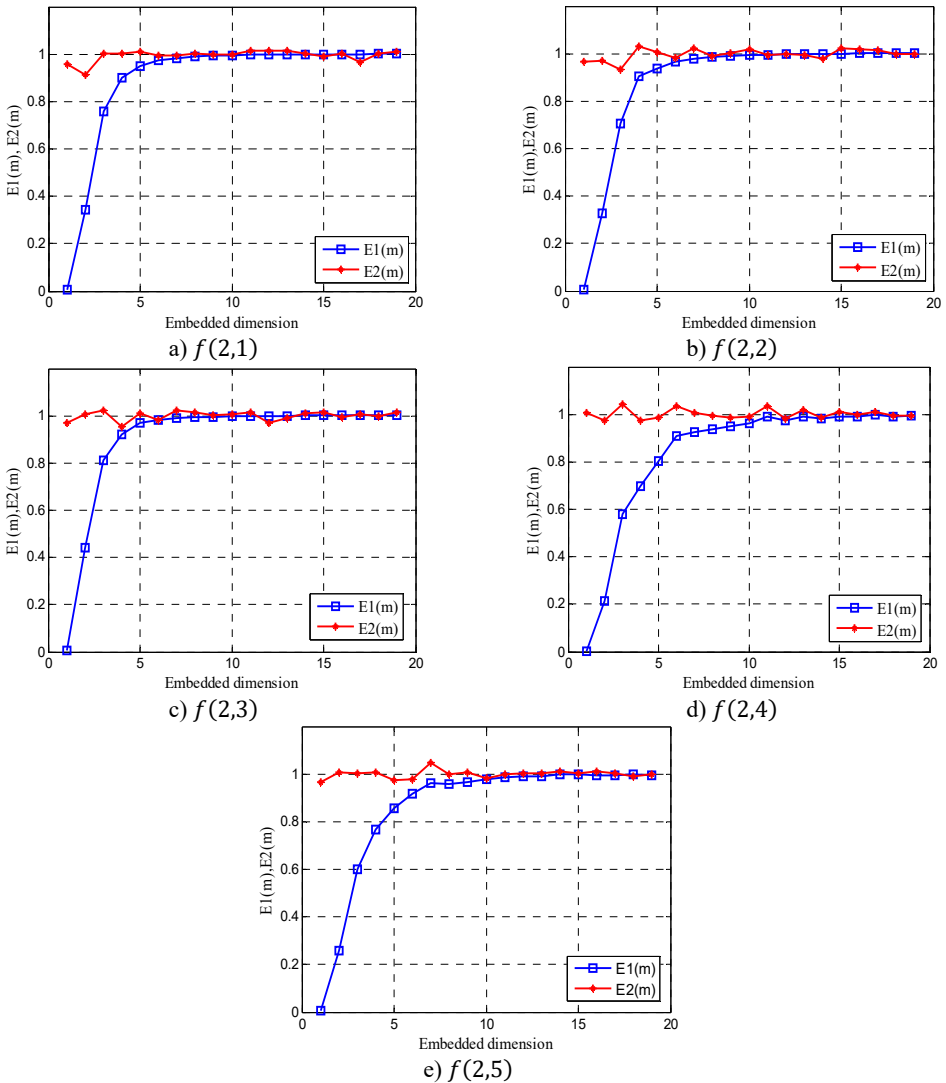 1
0.8
0.6
0.4
0.2
0
E1(m), E2(m)
E1(m)
E2(m)
0 5 10 15 20
Embedded dimension
a) f(2,1)
1
0.8
0.6
0.4
0.2
0
E1(m),E2(m)
E1(m)
E2(m)
0 5 10 15 20
Embedded dimension
b) f(2,2)
1
0.8
0.6
0.4
0.2
0
E1(m),E2(m)
E1(m)
E2(m)
0 5 10 15 20
Embedded dimension
c) f(2,3)
1
0.8
0.6
0.4
0.2
0
E1(m),E2(m)
E1(m)
E2(m)
0 5 10 15 20
Embedded dimension
d) f(2,4)
1
0.8
0.6
0.4
0.2
0
E1(m),E2(m)
E1(m)
E2(m)
0 5 10 15 20
Embedded dimension
e) f(2,5)